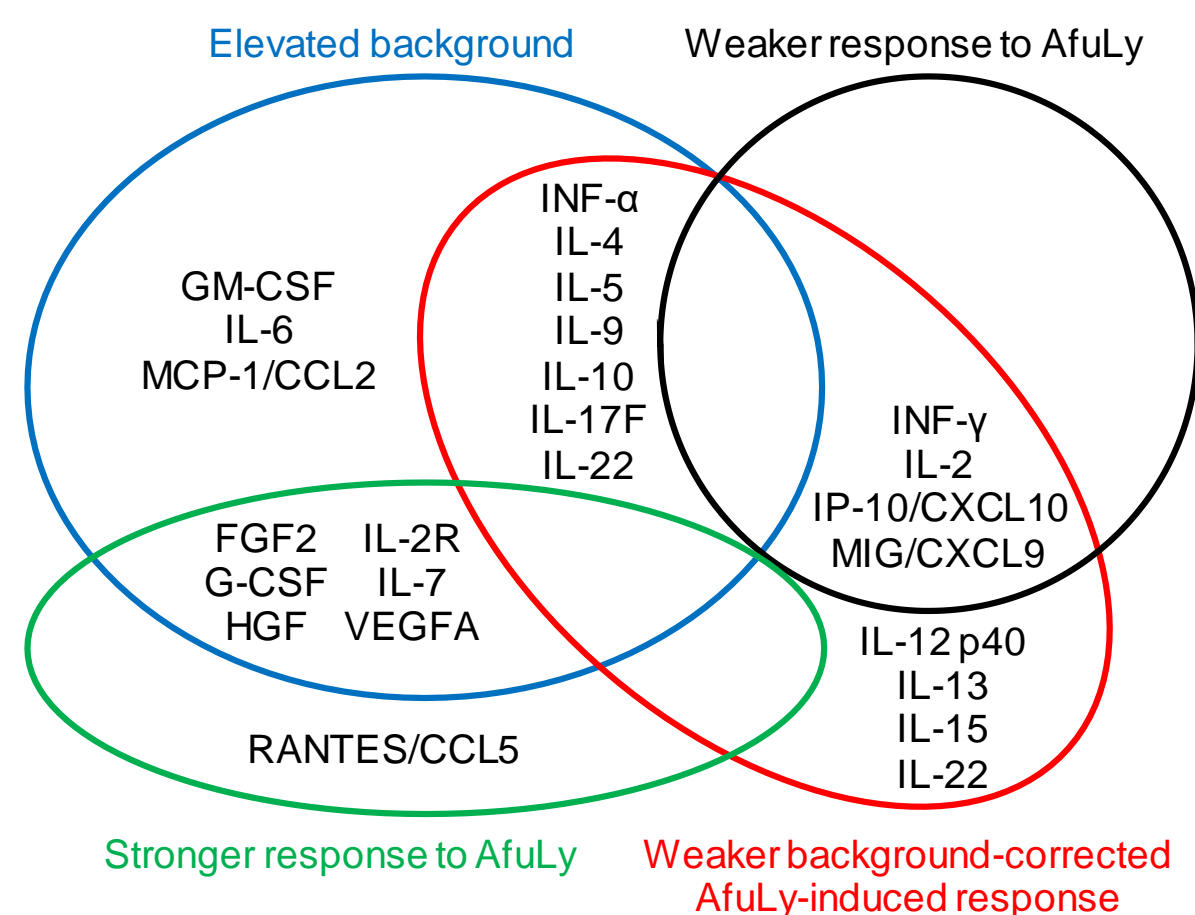 Elevated background
Weaker response to AfuLy
GM-CSF
IL-6
MCP-1/CCL2
INF-α
IL-4
IL-5
IL-9
IL-10
IL-17F
IL-22
INF-γ
IL-2
IP-10/CXCL10
MIG/CXCL9
FGF2 IL-2R
G-CSF IL-7
HGF VEGFA
RANTES/CCL5
IL-12 p40
IL-13
IL-15
IL-22
Stronger response to AfuLy
Weaker background-corrected
AfuLy-induced response